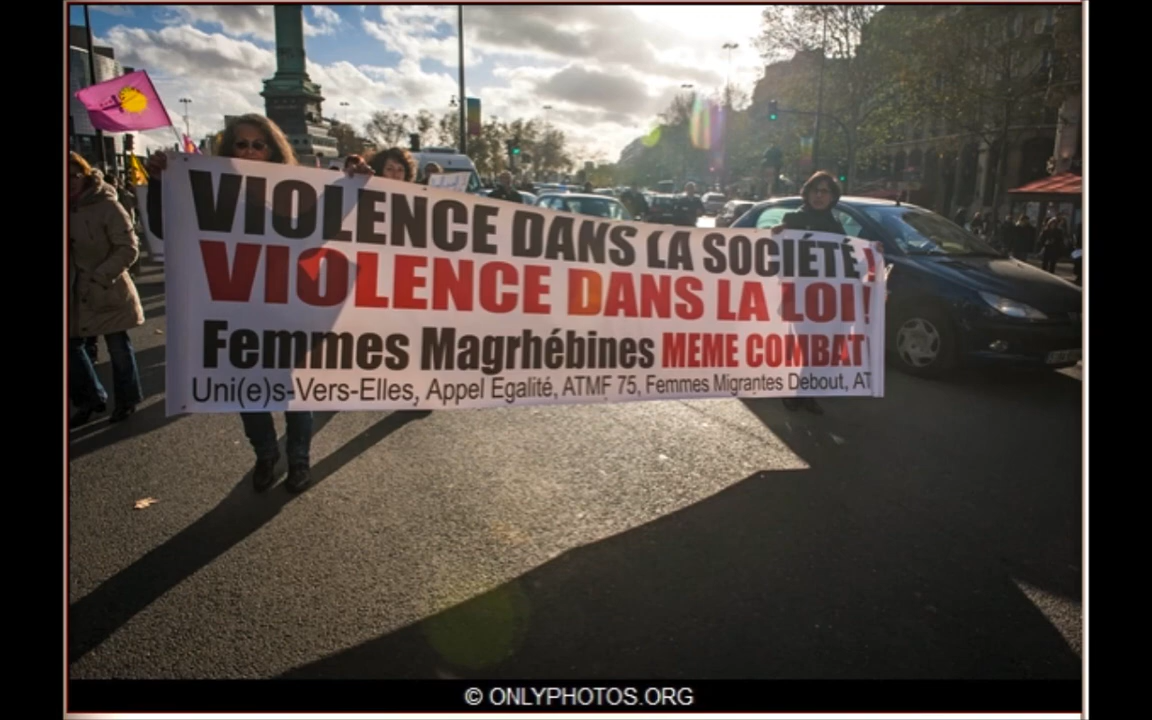 VIOLENCE DANS LA SOCIÉTÉ !
VIOLENCE DANS LA LOI !
Femmes Magrhébines MEME COMBAT
Uni(e)s-Vers-Elles, Appel Egalité, ATMF 75, Femmes Migrantes Debout, AT
© ONLYPHOTOS.ORG